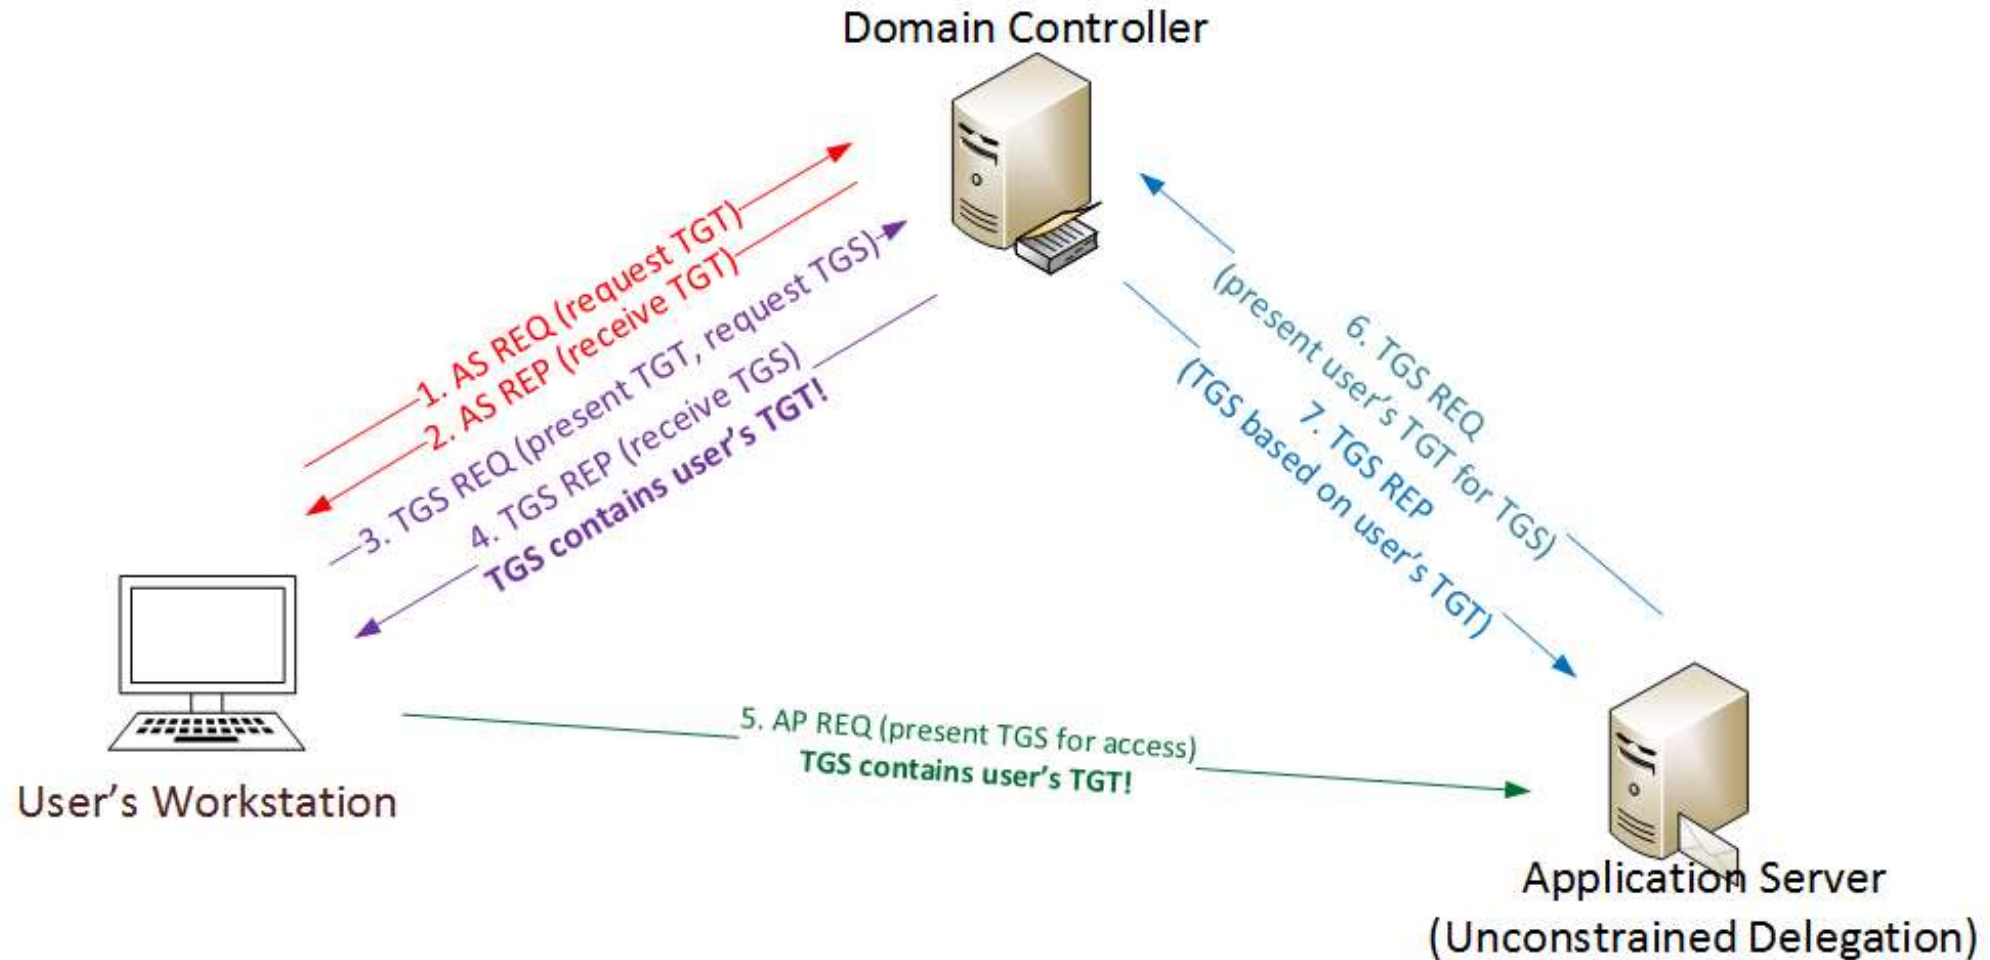 Domain Controller
1. AS REQ (request TGT)
2. AS REP (receive TGT)
3. TGS REQ (present TGT, request TGS)
4. TGS REP (receive TGS)
TGS contains user’s TGT!
6. TGS REQ
(present user’s TGT for TGS)
7. TGS REP
(TGS based on user’s TGT)
5. AP REQ (present TGS for access)
TGS contains user’s TGT!
User’s Workstation
Application Server
(Unconstrained Delegation)